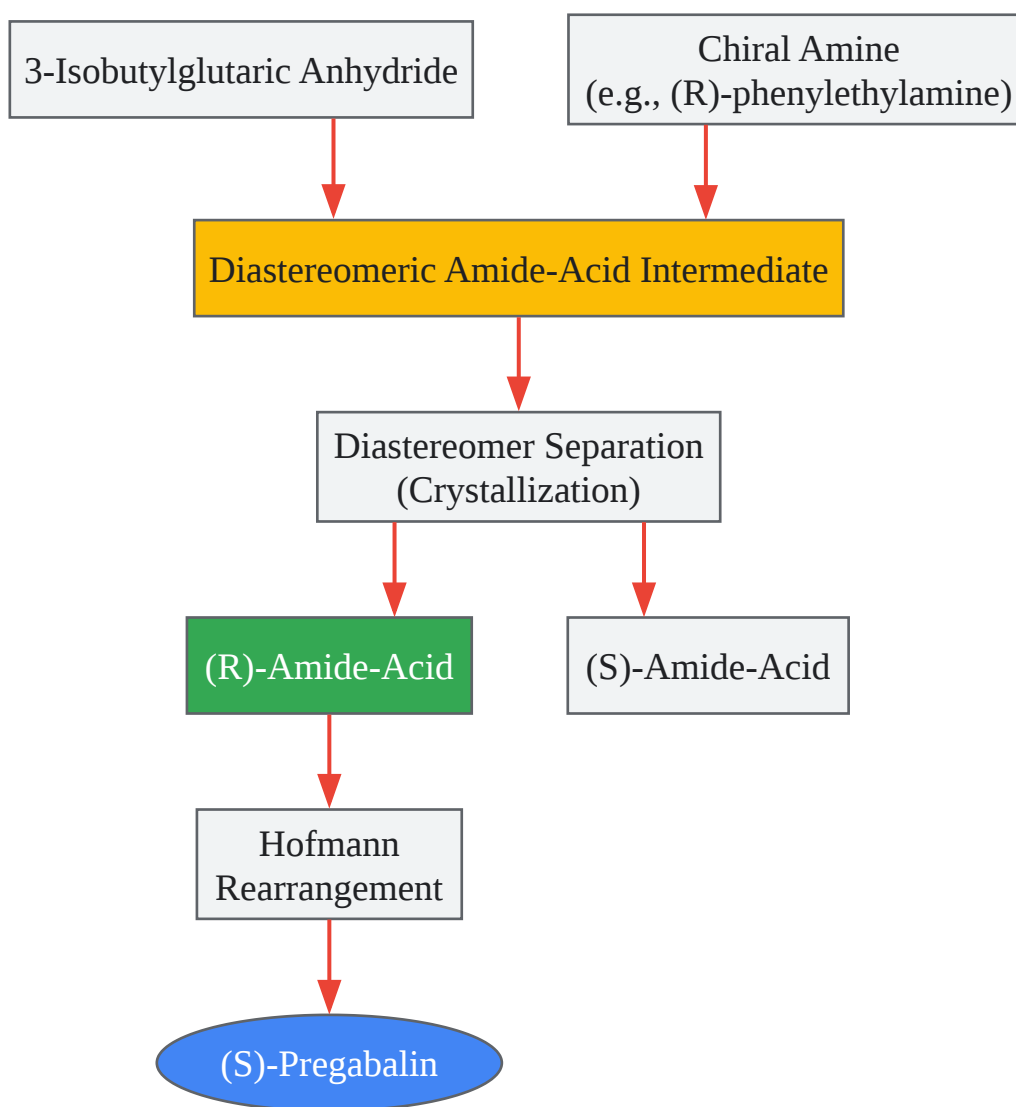 3-Isobutylglutaric Anhydride
Chiral Amine
(e.g., (R)-phenylethylamine)
Diastereomeric Amide-Acid Intermediate
Diastereomer Separation
(Crystallization)
(R)-Amide-Acid
(S)-Amide-Acid
Hofmann
Rearrangement
(S)-Pregabalin